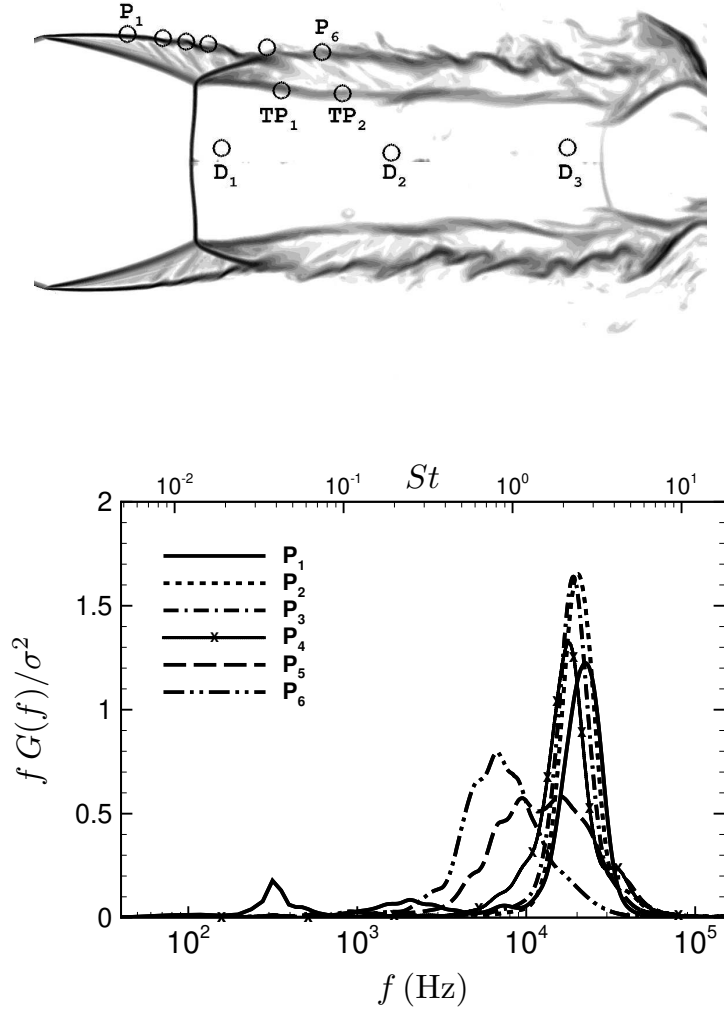 P₁ P₆
TP₁ TP₂
D₁ D₂ D₃
St
10⁻² 10⁻¹ 10⁰ 10¹
2
1.5
1
0.5
0
f G(f)/σ²
P₁
P₂
P₃
x P₄
P₅
P₆
10² 10³ 10⁴ 10⁵
f (Hz)